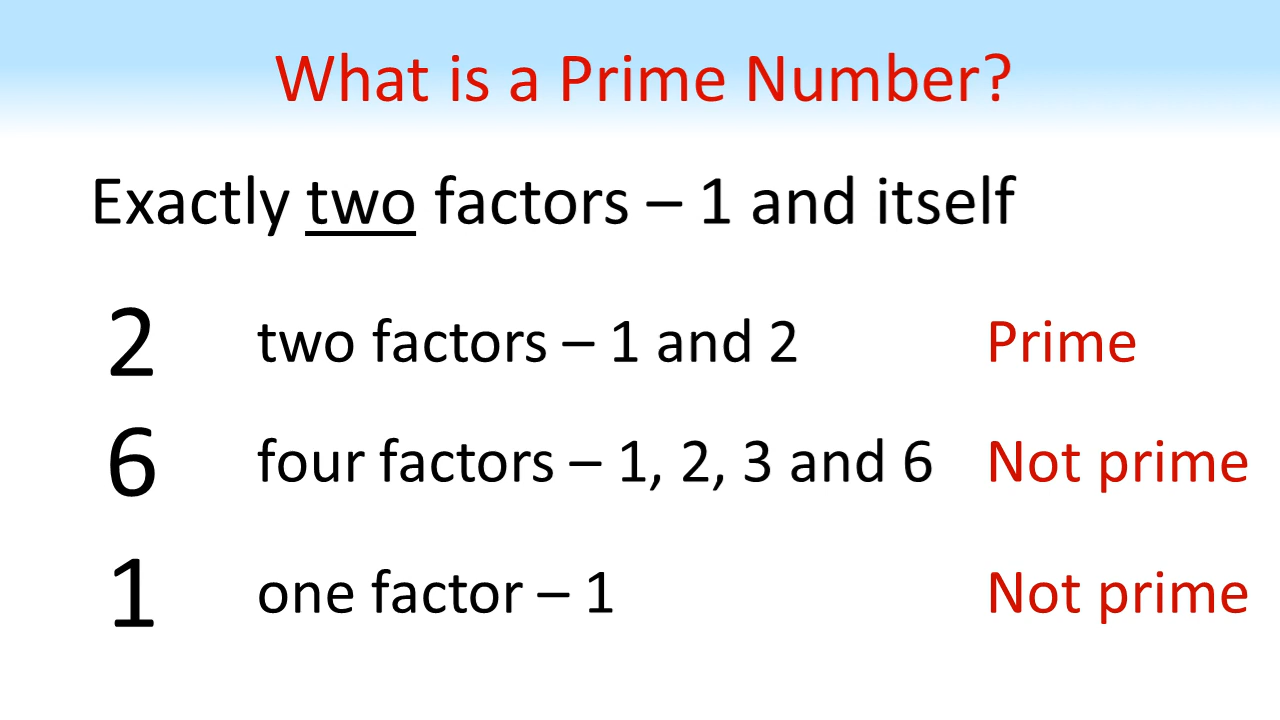 What is a Prime Number?
Exactly two factors – 1 and itself
2 two factors – 1 and 2 Prime
6 four factors – 1, 2, 3 and 6 Not prime
1 one factor – 1 Not prime